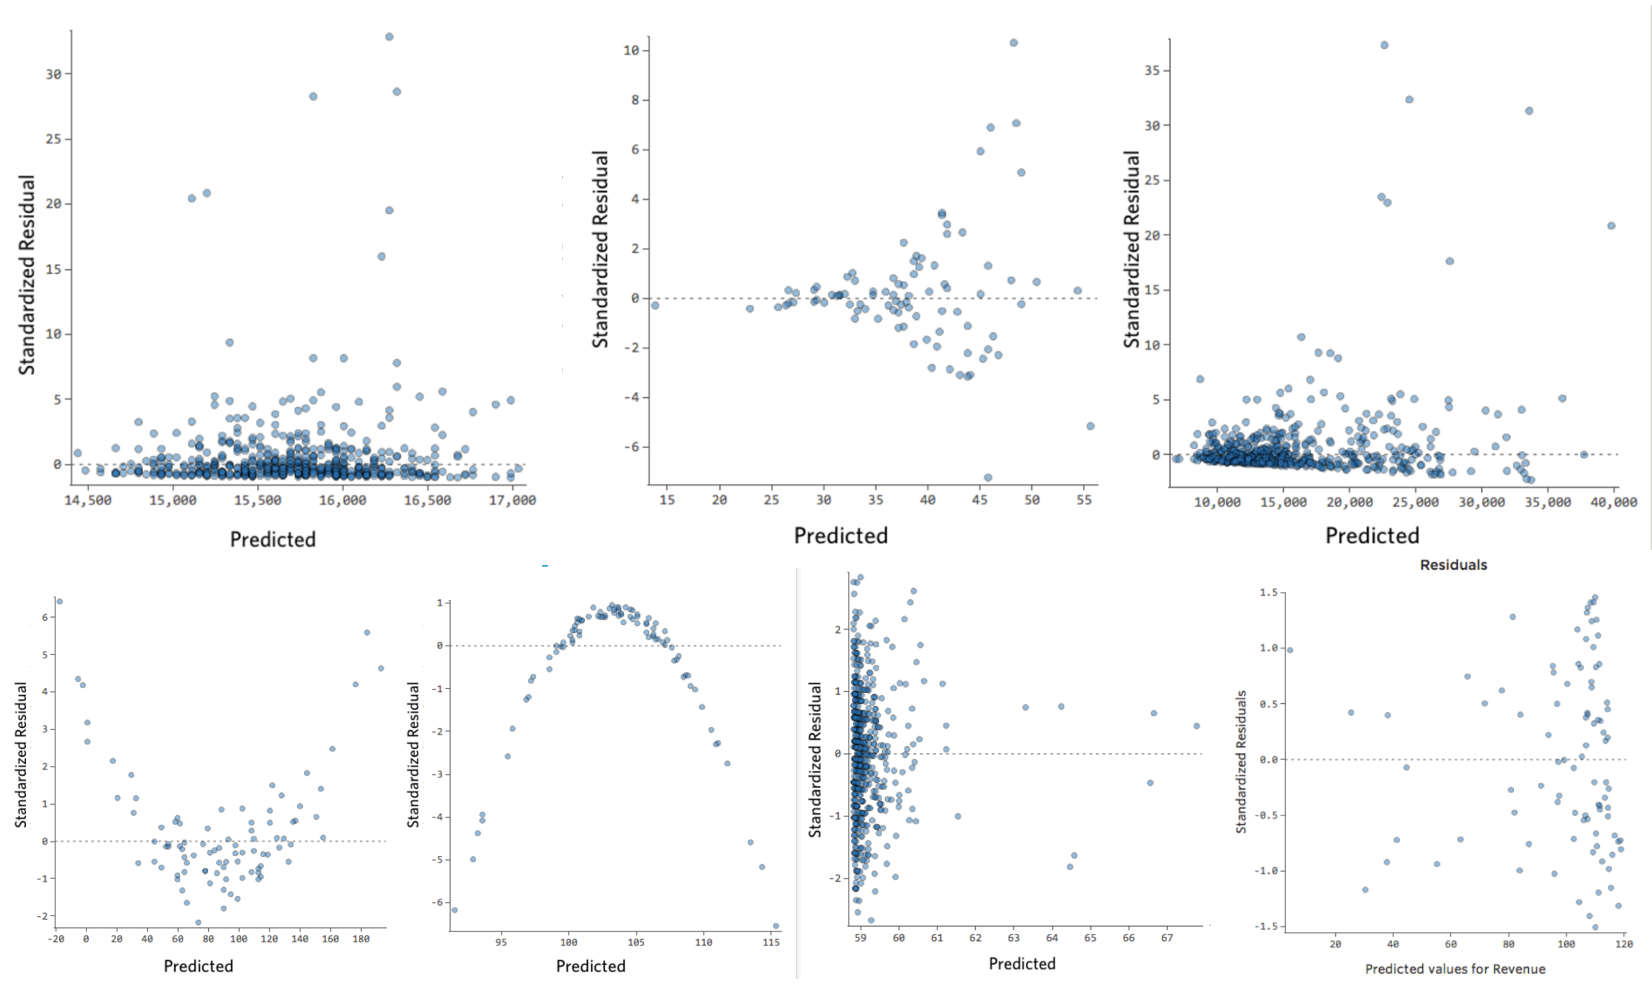 Standardized Residual
30
25
20
15
10
5
0
14,500 15,000 15,500 16,000 16,500 17,000
Predicted
Standardized Residual
10
8
6
4
2
0
-2
-4
-6
15 20 25 30 35 40 45 50 55
Predicted
Standardized Residual
35
30
25
20
15
10
5
0
10,000 15,000 20,000 25,000 30,000 35,000 40,000
Predicted
Standardized Residual
6
5
4
3
2
1
0
-1
-2
-20 0 20 40 60 80 100 120 140 160 180
Predicted
Standardized Residual
1
0
-1
-2
-3
-4
-5
-6
95 100 105 110 115
Predicted
Standardized Residual
2
1
0
-1
-2
59 60 61 62 63 64 65 66 67
Predicted
Residuals
Standardized Residuals
1.5
1.0
0.5
0.0
-0.5
-1.0
-1.5
20 40 60 80 100 120
Predicted values for Revenue